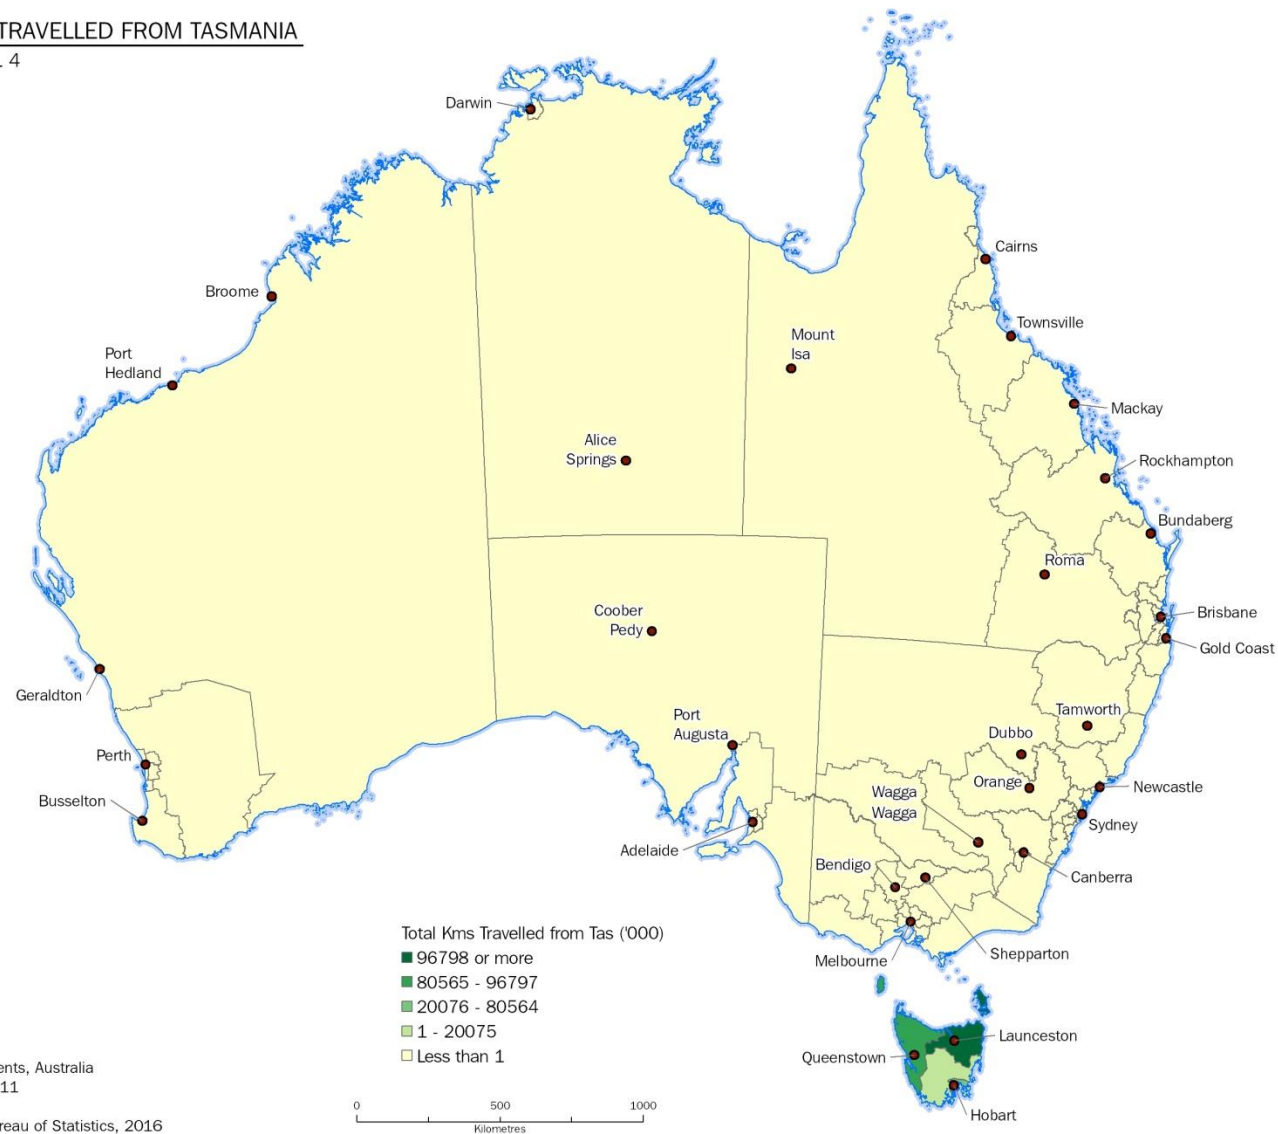 TRAVELLED FROM TASMANIA
4
Darwin
Cairns
Broome
Townsville
Mount
Isa
Port
Hedland
Mackay
Alice
Springs
Rockhampton
Bundaberg
Roma
Coober
Pedy
Brisbane
Gold Coast
Geraldton
Port
Augusta
Tamworth
Dubbo
Perth
Orange
Newcastle
Wagga
Wagga
Busselton
Sydney
Adelaide
Bendigo
Canberra
Total Kms Travelled from Tas ('000)
96798 or more
80565 - 96797
20076 - 80564
1 - 20075
Less than 1
Shepparton
Melbourne
Launceston
Queenstown
Hobart
ents, Australia
11
reau of Statistics, 2016
0 500 1000
Kilometres